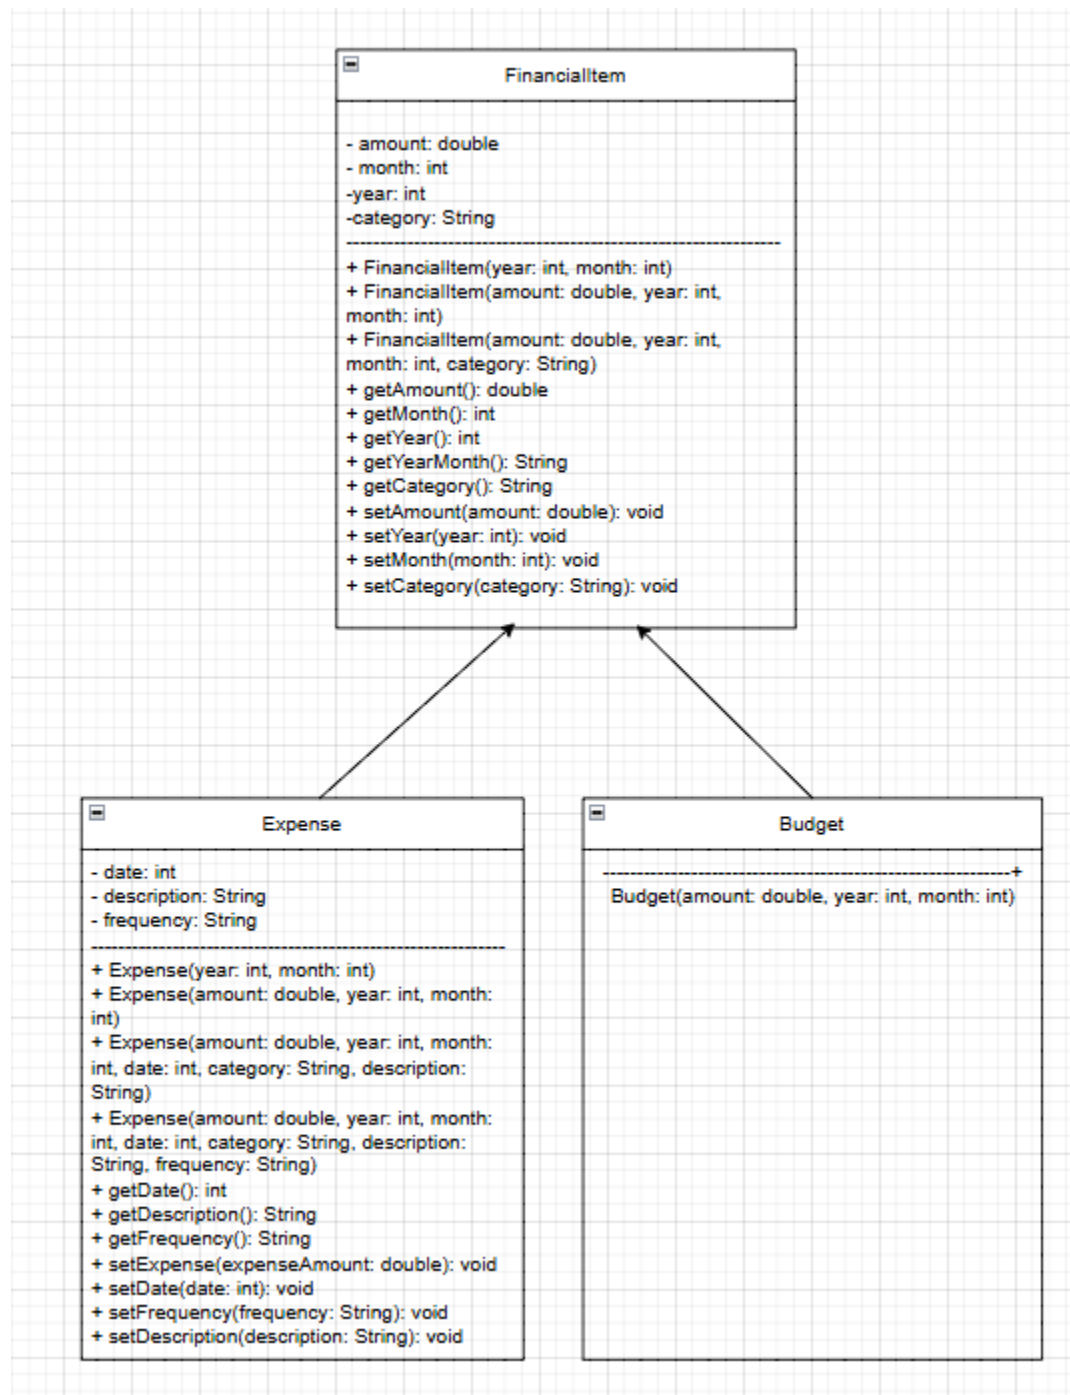 FinancialItem
- amount: double
- month: int
-year: int
-category: String
--------------------------------------------------------------
+ FinancialItem(year: int, month: int)
+ FinancialItem(amount: double, year: int,
month: int)
+ FinancialItem(amount: double, year: int,
month: int, category: String)
+ getAmount(): double
+ getMonth(): int
+ getYear(): int
+ getYearMonth(): String
+ getCategory(): String
+ setAmount(amount: double): void
+ setYear(year: int): void
+ setMonth(month: int): void
+ setCategory(category: String): void
Expense
- date: int
- description: String
- frequency: String
-----------------------------------------------------------
+ Expense(year: int, month: int)
+ Expense(amount: double, year: int, month:
int)
+ Expense(amount: double, year: int, month:
int, date: int, category: String, description:
String)
+ Expense(amount: double, year: int, month:
int, date: int, category: String, description:
String, frequency: String)
+ getDate(): int
+ getDescription(): String
+ getFrequency(): String
+ setExpense(expenseAmount: double): void
+ setDate(date: int): void
+ setFrequency(frequency: String): void
+ setDescription(description: String): void
Budget
----------------------------------------------------------+
Budget(amount: double, year: int, month: int)